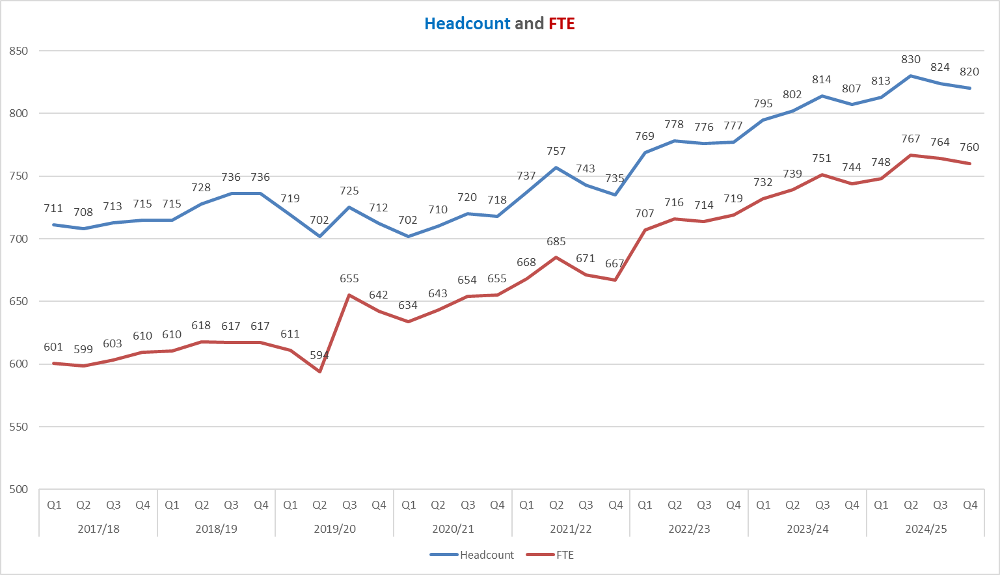 Headcount and FTE
850
800
750
700
650
600
550
500
711 708 713 715 715 728 736 736 719 702 725 712 702 710 720 718 737 757 743 735 769 778 776 777 795 802 814 807 813 830 824 820
601 599 603 610 610 618 617 617 611 594 655 642 634 643 654 655 668 685 671 667 707 716 714 719 732 739 751 744 748 767 764 760
Q1 Q2 Q3 Q4 Q1 Q2 Q3 Q4 Q1 Q2 Q3 Q4 Q1 Q2 Q3 Q4 Q1 Q2 Q3 Q4 Q1 Q2 Q3 Q4 Q1 Q2 Q3 Q4 Q1 Q2 Q3 Q4
2017/18 2018/19 2019/20 2020/21 2021/22 2022/23 2023/24 2024/25
Headcount FTE